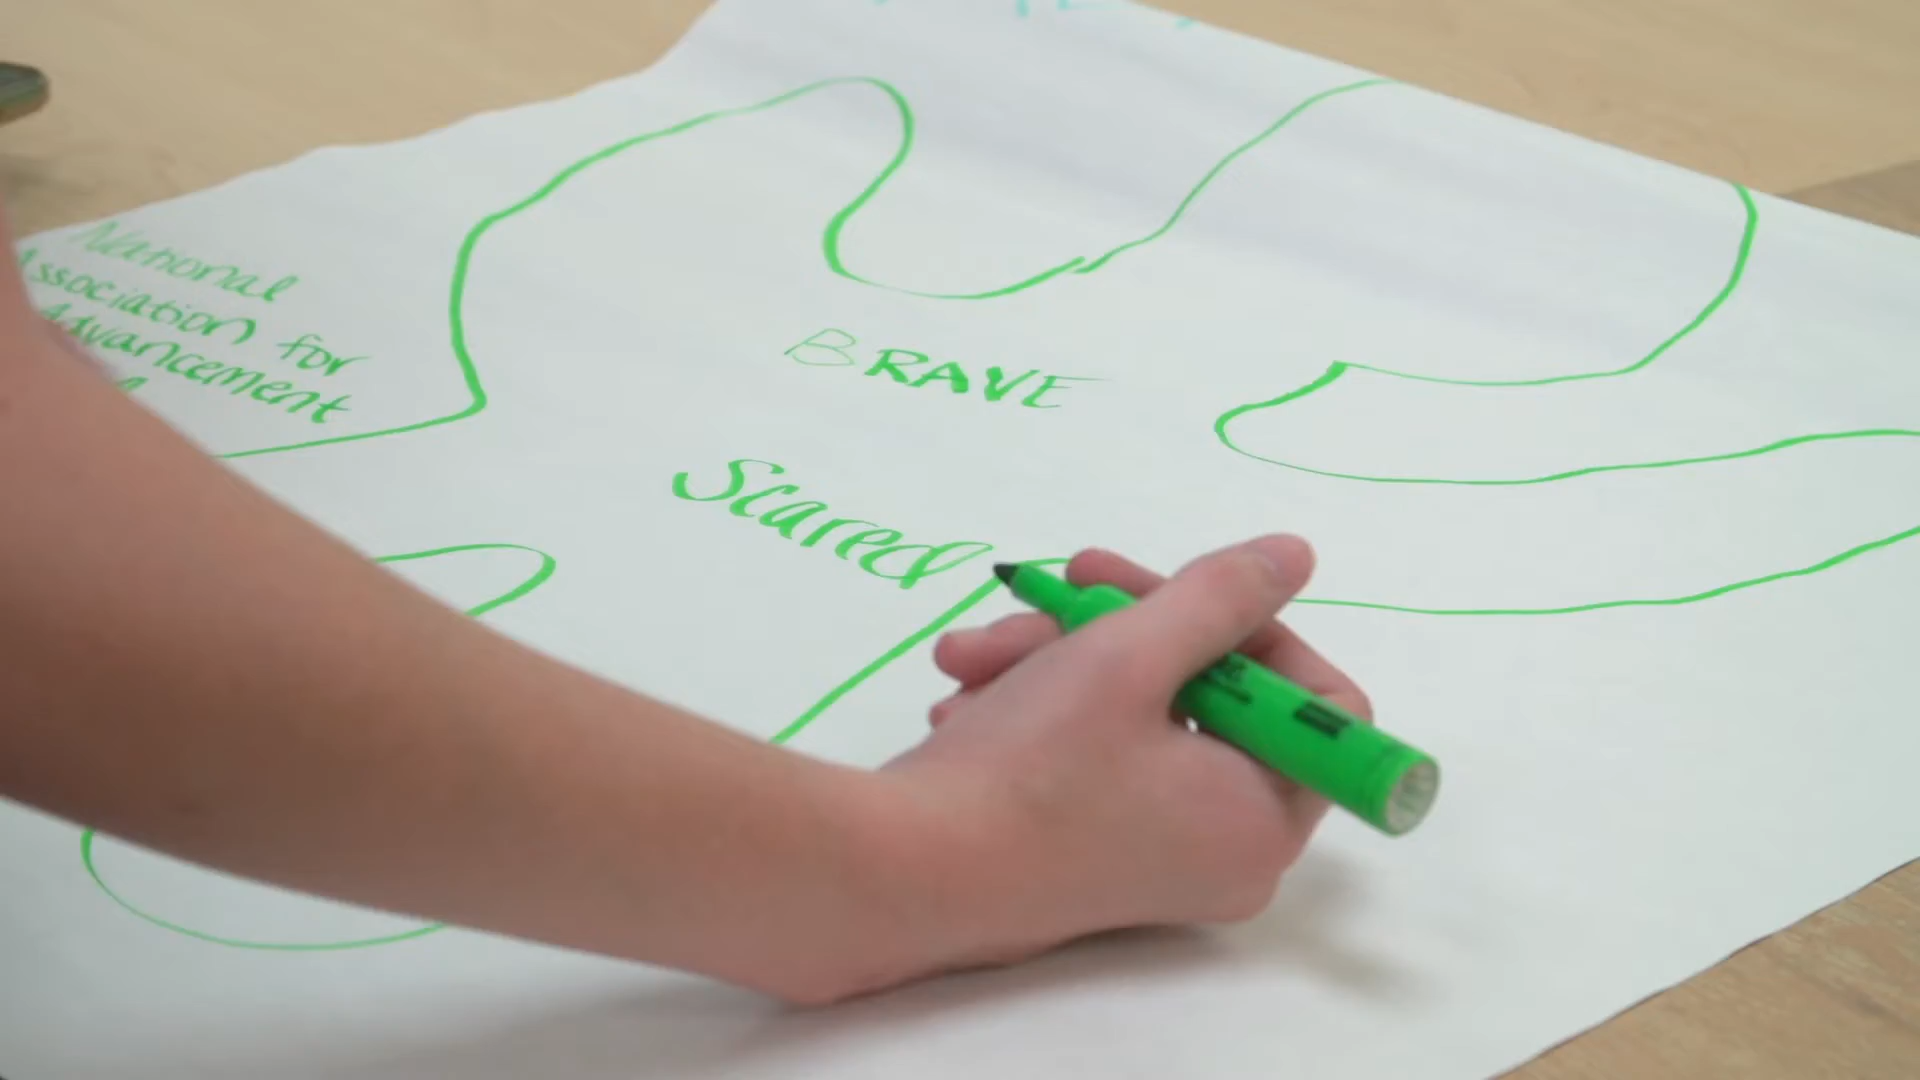 National
Association for
Advancement
BRAVE
Scared